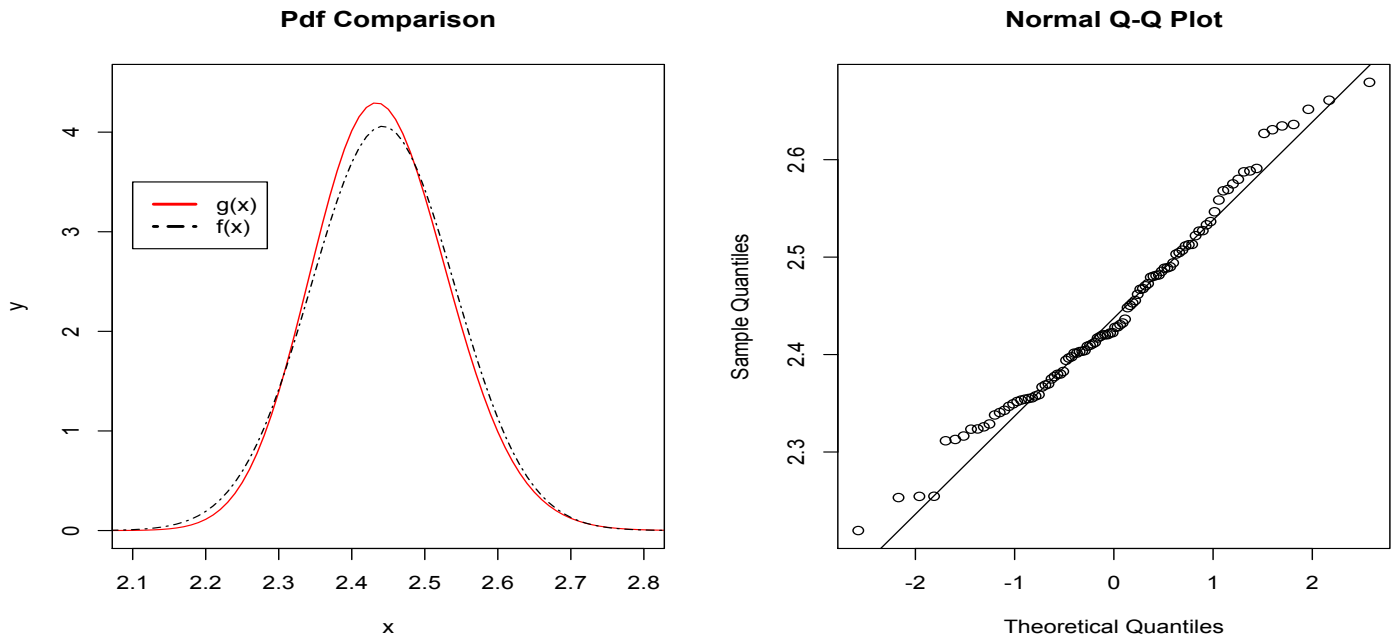 Pdf Comparison
y
4
3
2
1
0
g(x)
f(x)
2.1 2.2 2.3 2.4 2.5 2.6 2.7 2.8
x
Normal Q-Q Plot
Sample Quantiles
2.6
2.5
2.4
2.3
-2 -1 0 1 2
Theoretical Quantiles